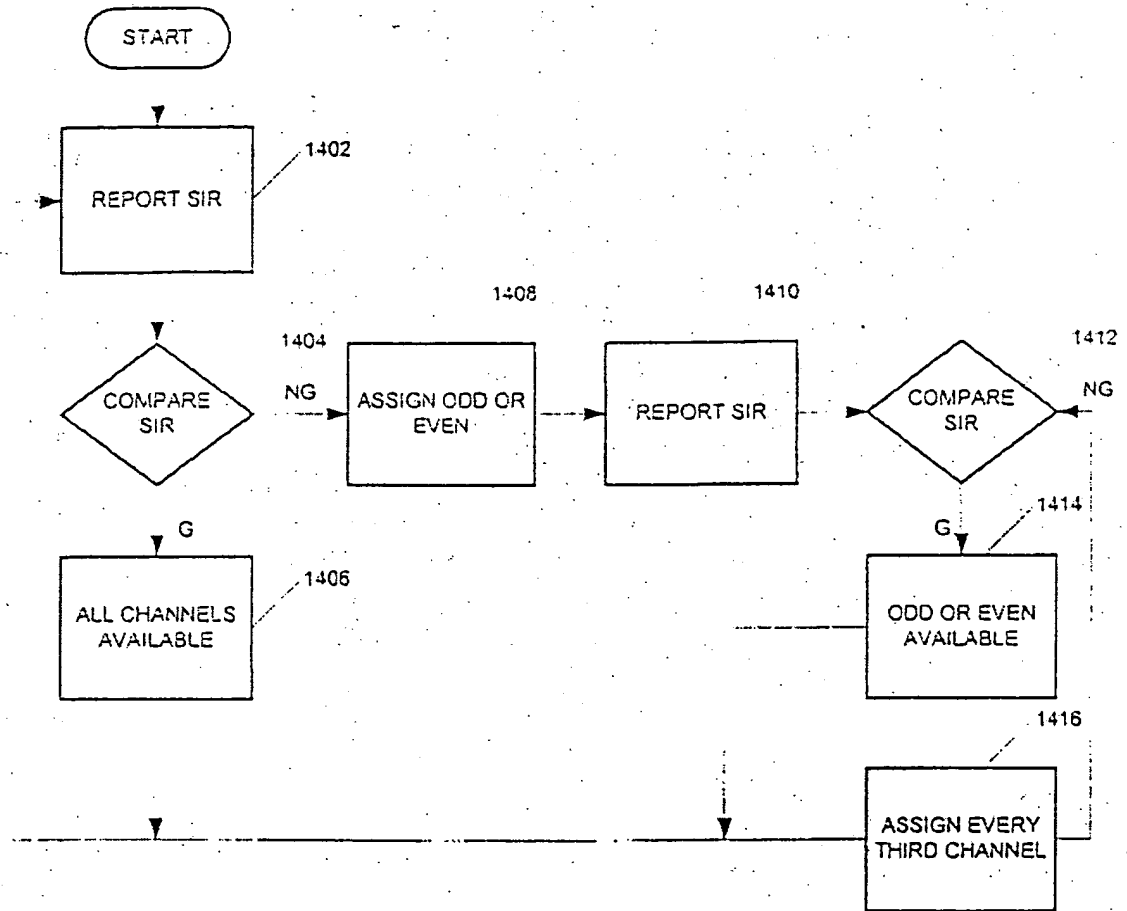 START
1402
REPORT SIR
1408
1410
1404
1412
NG
NG
COMPARE
SIR
ASSIGN ODD OR
EVEN
REPORT SIR
COMPARE
SIR
G
G
1414
1406
ALL CHANNELS
AVAILABLE
ODD OR EVEN
AVAILABLE
1416
ASSIGN EVERY
THIRD CHANNEL